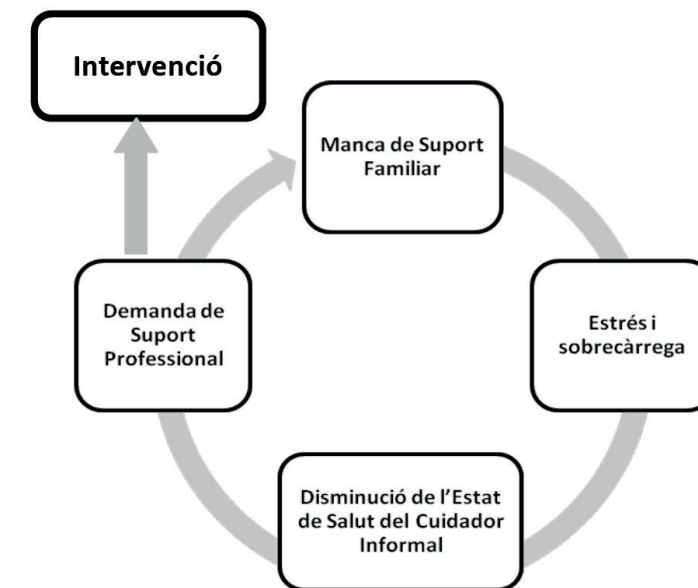 Intervenció
Manca de Suport
Familiar
Estrés i
sobrecàrrega
Disminució de l’Estat
de Salut del Cuidador
Informal
Demanda de
Suport
Professional